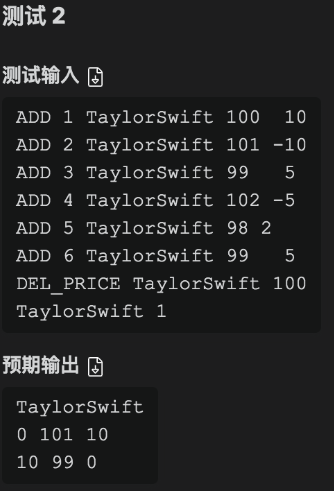 测试 2
测试输入
ADD 1 TaylorSwift 100  10
ADD 2 TaylorSwift 101 -10
ADD 3 TaylorSwift 99   5
ADD 4 TaylorSwift 102 -5
ADD 5 TaylorSwift 98 2
ADD 6 TaylorSwift 99   5
DEL_PRICE TaylorSwift 100
TaylorSwift 1
预期输出
TaylorSwift
0 101 10
10 99 0